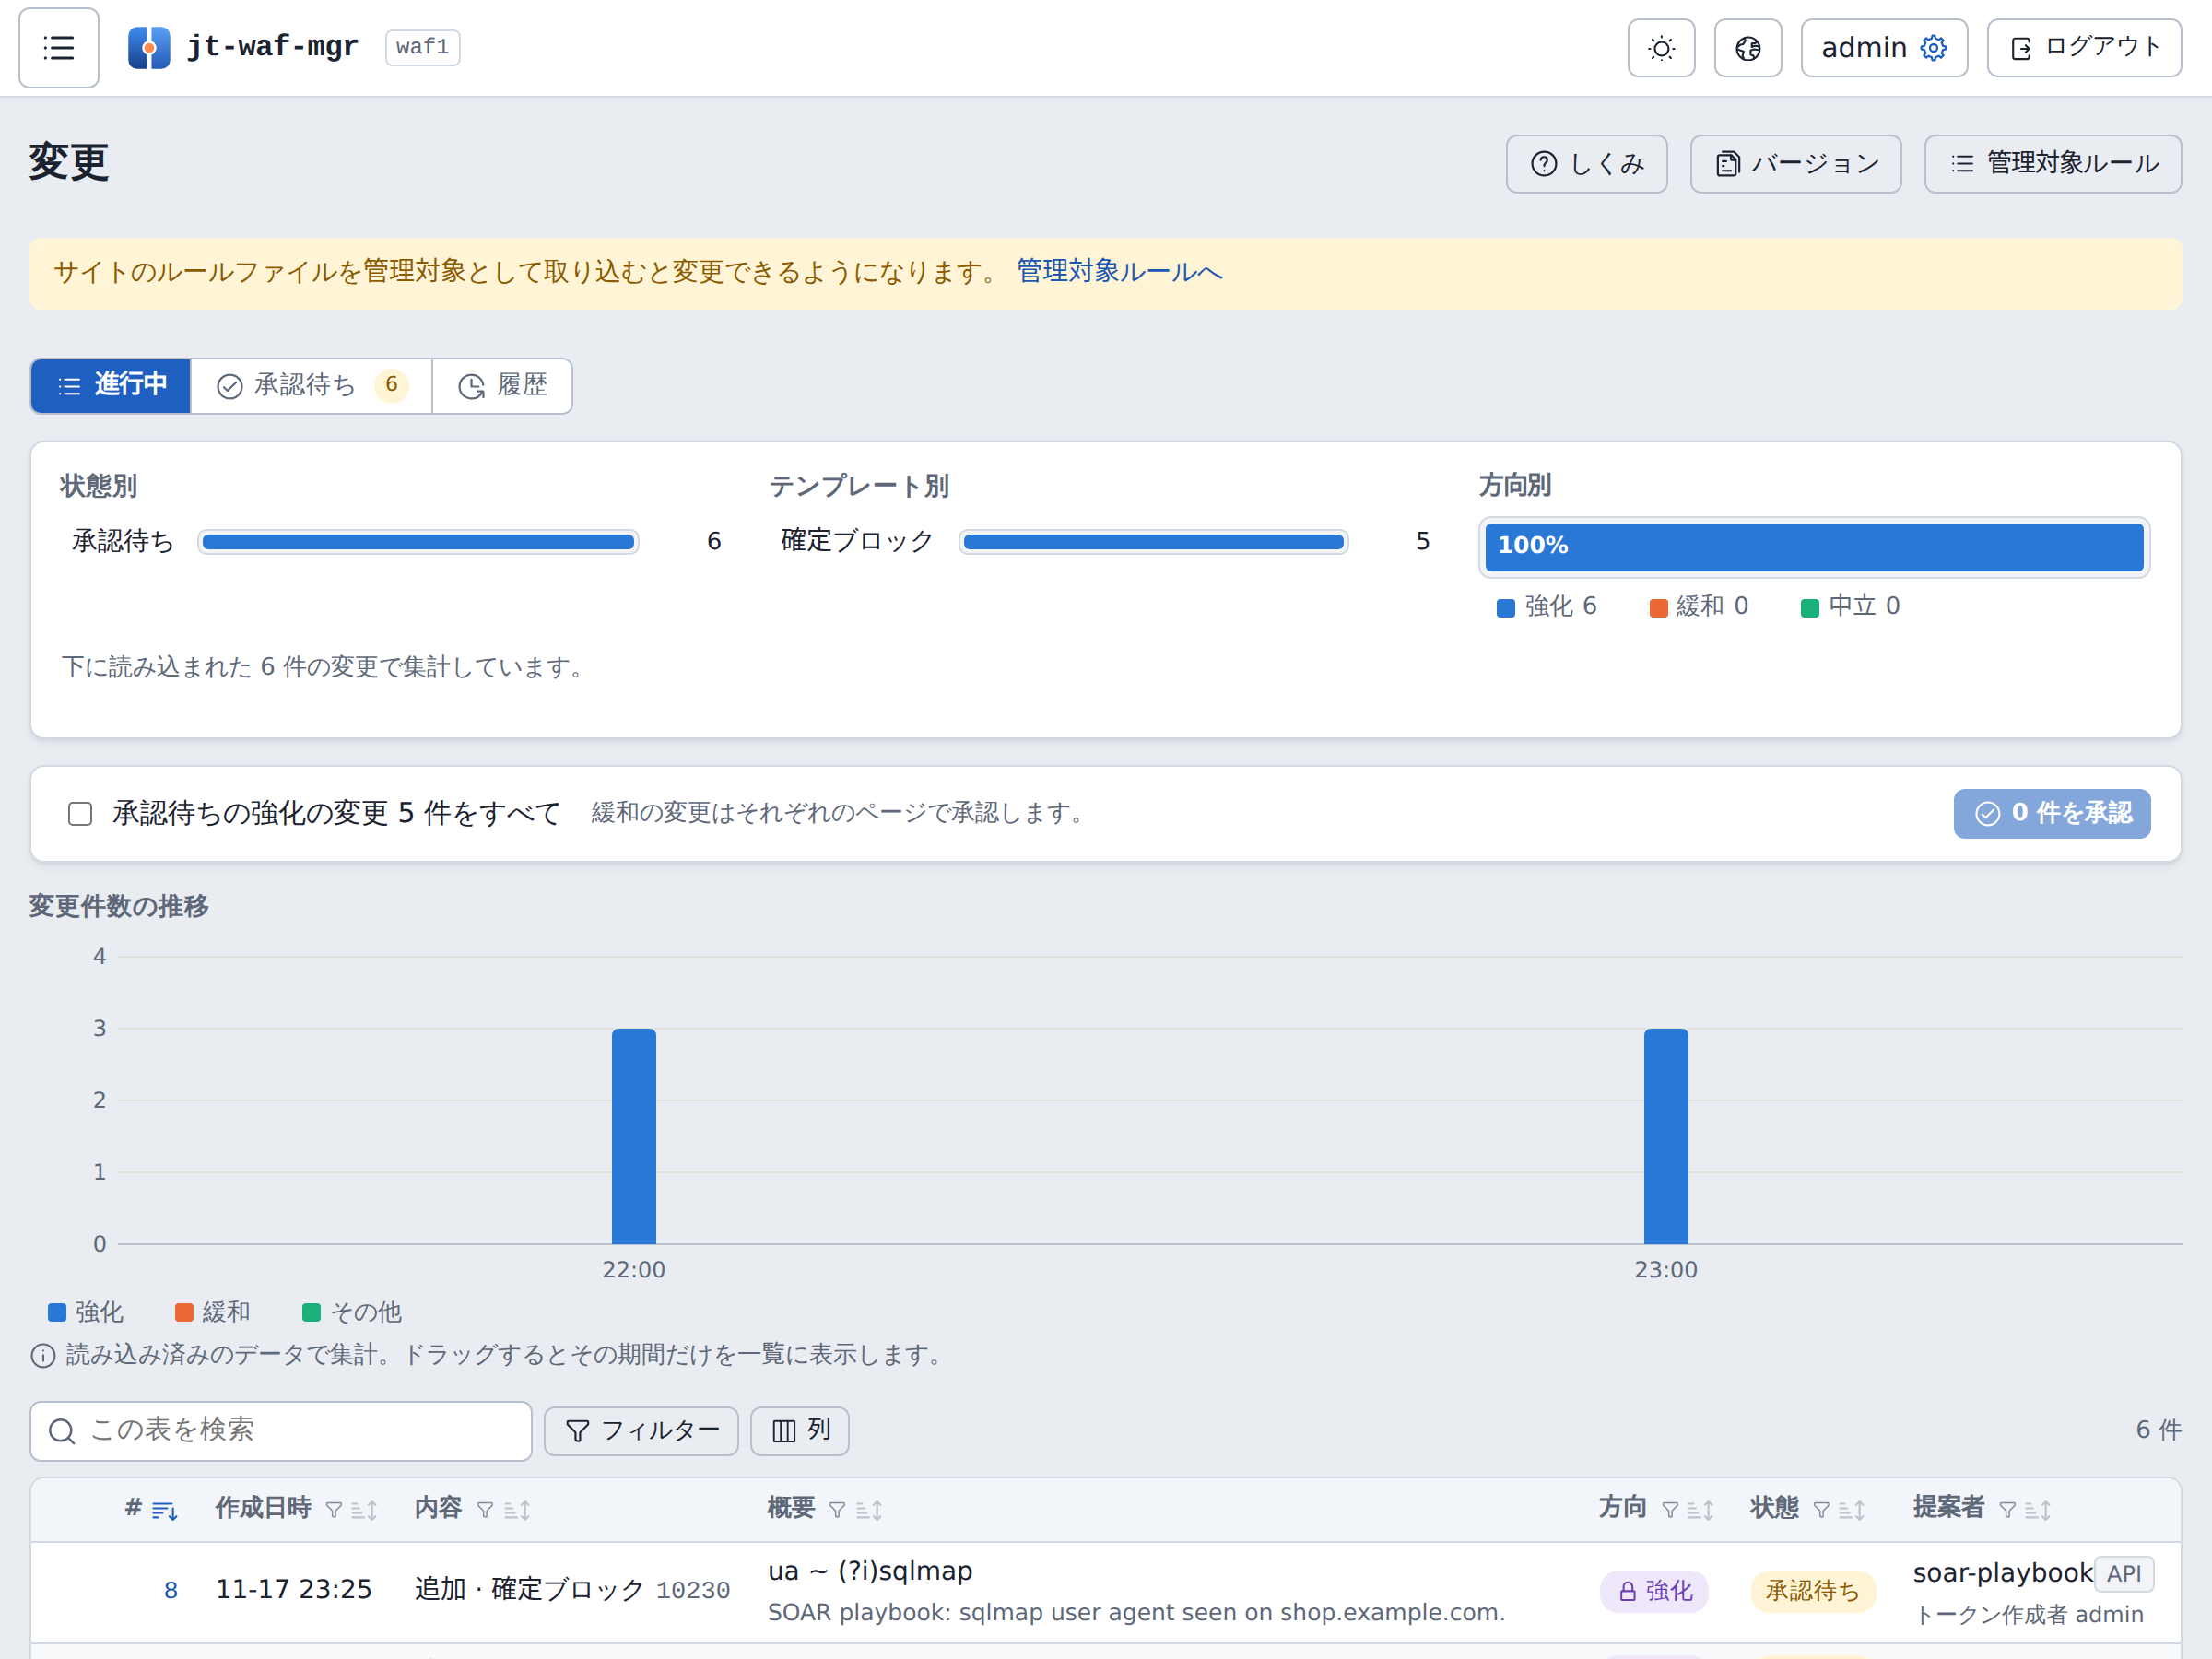 jt-waf-mgr waf1 admin ログアウト
変更 しくみ バージョン 管理対象ルール
サイトのルールファイルを管理対象として取り込むと変更できるようになります。 管理対象ルールへ
進行中 承認待ち 6 履歴
状態別 テンプレート別 方向別
承認待ち 6 確定ブロック 5 100%
強化 6 緩和 0 中立 0
下に読み込まれた 6 件の変更で集計しています。
承認待ちの強化の変更 5 件をすべて 緩和の変更はそれぞれのページで承認します。 0 件を承認
変更件数の推移
4
3
2
1
0
22:00 23:00
強化 緩和 その他
読み込み済みのデータで集計。ドラッグするとその期間だけを一覧に表示します。
この表を検索 フィルター 列 6 件
# 作成日時 内容 概要 方向 状態 提案者
8 11-17 23:25 追加 · 確定ブロック 10230 ua ~ (?i)sqlmap 強化 承認待ち soar-playbook API
SOAR playbook: sqlmap user agent seen on shop.example.com. トークン作成者 admin